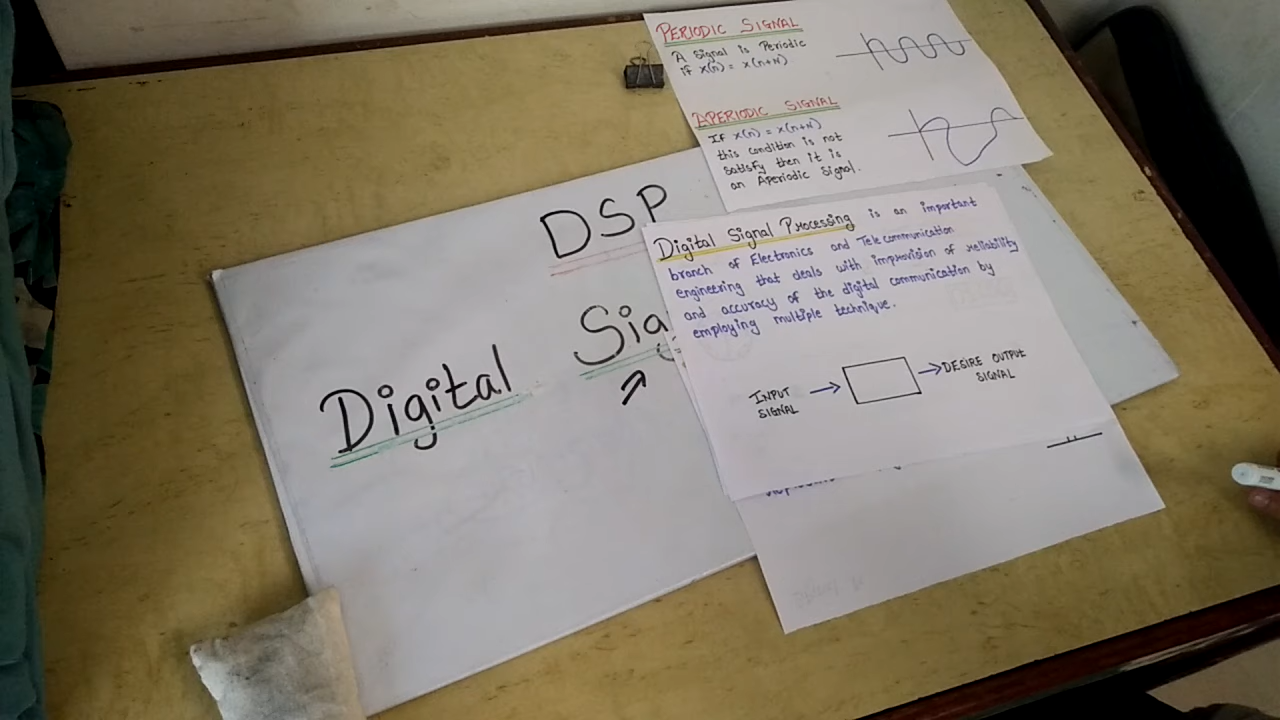 PERIODIC SIGNAL
A Signal is Periodic
if x(n) = x(n+N)
APERIODIC SIGNAL
If x(n) = x(n+N)
this condition is not
satisfy then it is
an Aperiodic Signal.
DSP
Digital Sig
Digital Signal Processing is an important
branch of Electronics and Telecommunication
engineering that deals with improvision of reliability
and accuracy of the digital communication by
employing multiple technique.
INPUT
SIGNAL
DESIRE OUTPUT
SIGNAL